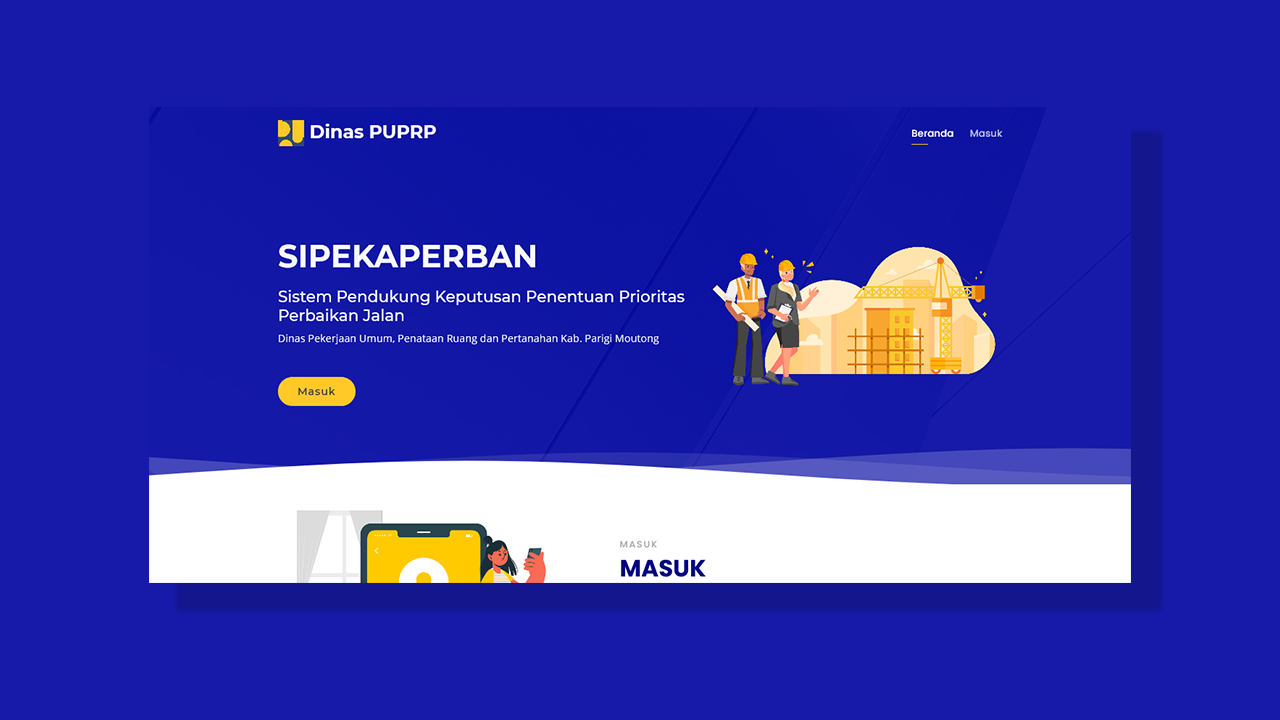 Dinas PUPRP
Beranda Masuk
SIPEKAPERBAN
Sistem Pendukung Keputusan Penentuan Prioritas
Perbaikan Jalan
Dinas Pekerjaan Umum, Penataan Ruang dan Pertanahan Kab. Parigi Moutong
Masuk
MASUK
MASUK